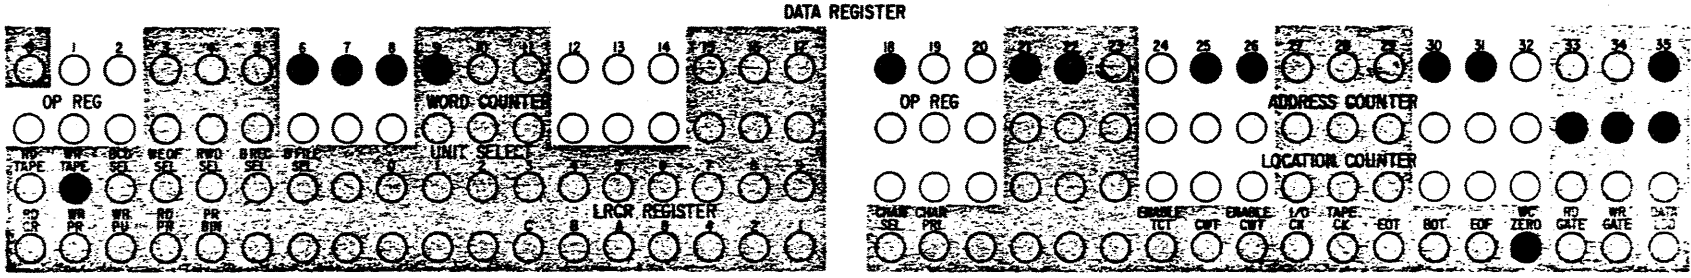 DATA REGISTER
0 1 2 3 4 5 6 7 8 9 10 11 12 13 14 15 16 17 18 19 20 21 22 23 24 25 26 27 28 29 30 31 32 33 34 35
OP REG WORD COUNTER OP REG ADDRESS COUNTER
UNIT SELECT LOCATION COUNTER
RD TAPE WR TAPE BCD SEL WEOF SEL RWD SEL B REC SEL B FILE SEL 0 1 2 3 4 5 6 7 8 9
LRCR REGISTER
RD CR WR PR WR PU RD PR PR BIN C B A 8 4 2 1 CHAN SEL CHAN PRL ENABLE TCT CWT ENABLE CWT I/O CK TAPE CK EOT BOT EOF WC ZERO RD GATE WR GATE DATA